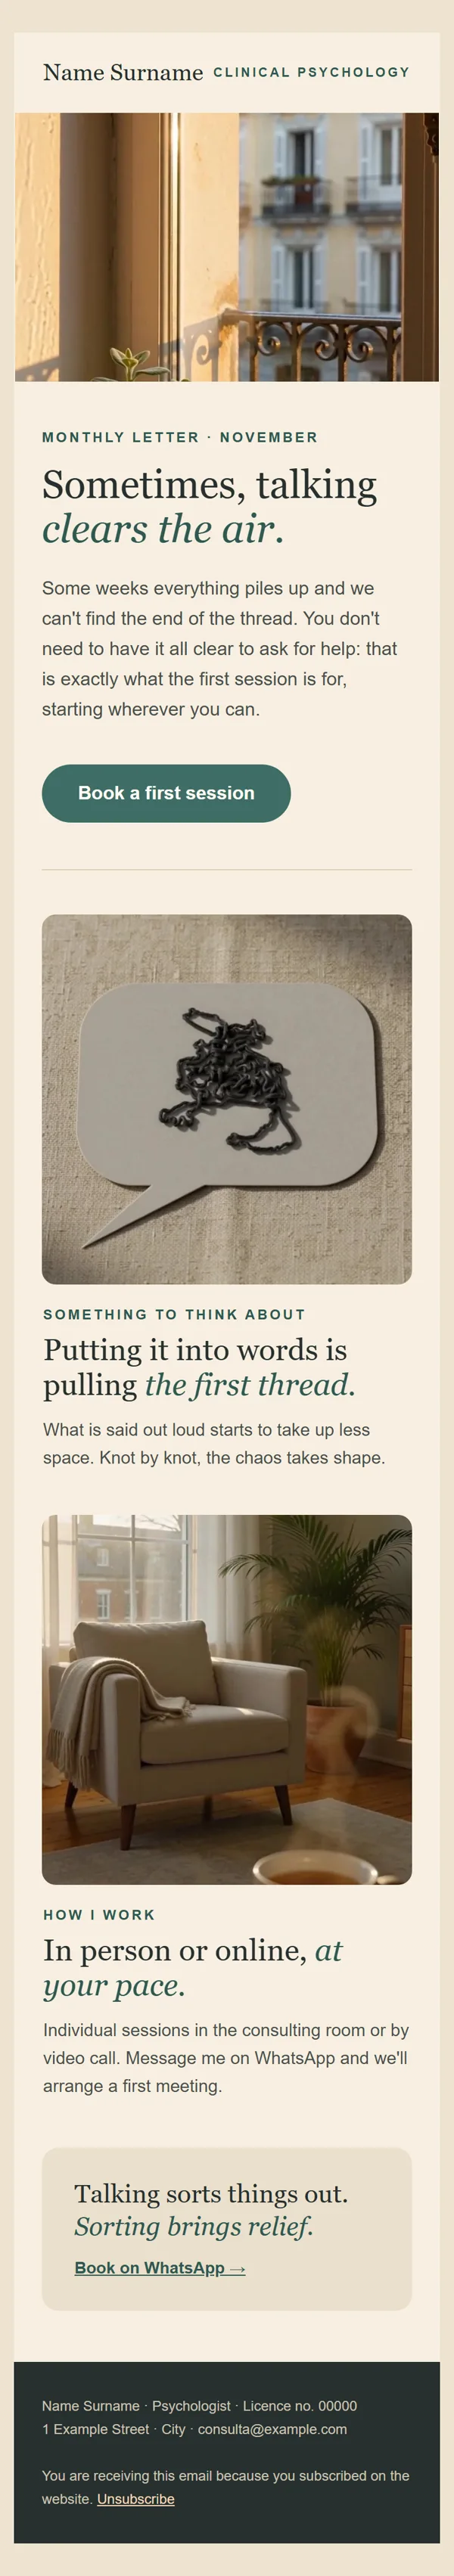 Name Surname CLINICAL PSYCHOLOGY
MONTHLY LETTER · NOVEMBER
Sometimes, talking
clears the air.
Some weeks everything piles up and we
can't find the end of the thread. You don't
need to have it all clear to ask for help: that
is exactly what the first session is for,
starting wherever you can.
Book a first session
SOMETHING TO THINK ABOUT
Putting it into words is
pulling the first thread.
What is said out loud starts to take up less
space. Knot by knot, the chaos takes shape.
HOW I WORK
In person or online, at
your pace.
Individual sessions in the consulting room or by
video call. Message me on WhatsApp and we'll
arrange a first meeting.
Talking sorts things out.
Sorting brings relief.
Book on WhatsApp →
Name Surname · Psychologist · Licence no. 00000
1 Example Street · City · consulta@example.com
You are receiving this email because you subscribed on the
website. Unsubscribe